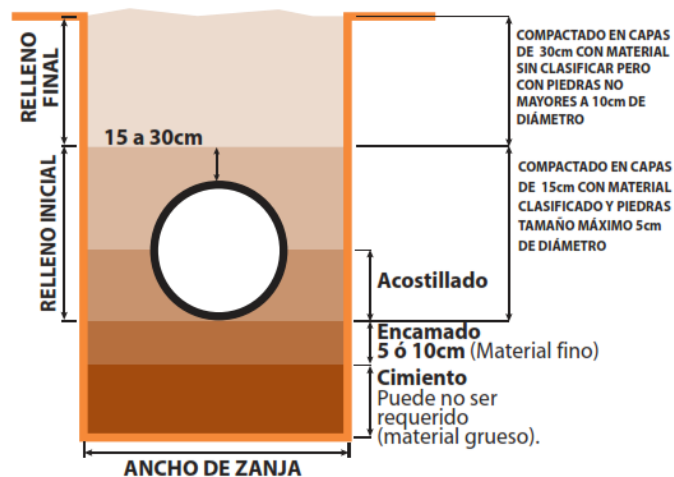 RELLENO
FINAL
COMPACTADO EN CAPAS
DE 30cm CON MATERIAL
SIN CLASIFICAR PERO
CON PIEDRAS NO
MAYORES A 10cm DE
DIÁMETRO
15 a 30cm
RELLENO INICIAL
COMPACTADO EN CAPAS
DE 15cm CON MATERIAL
CLASIFICADO Y PIEDRAS
TAMAÑO MÁXIMO 5cm
DE DIÁMETRO
Acostillado
Encamado
5 ó 10cm (Material fino)
Cimiento
Puede no ser
requerido
(material grueso).
ANCHO DE ZANJA